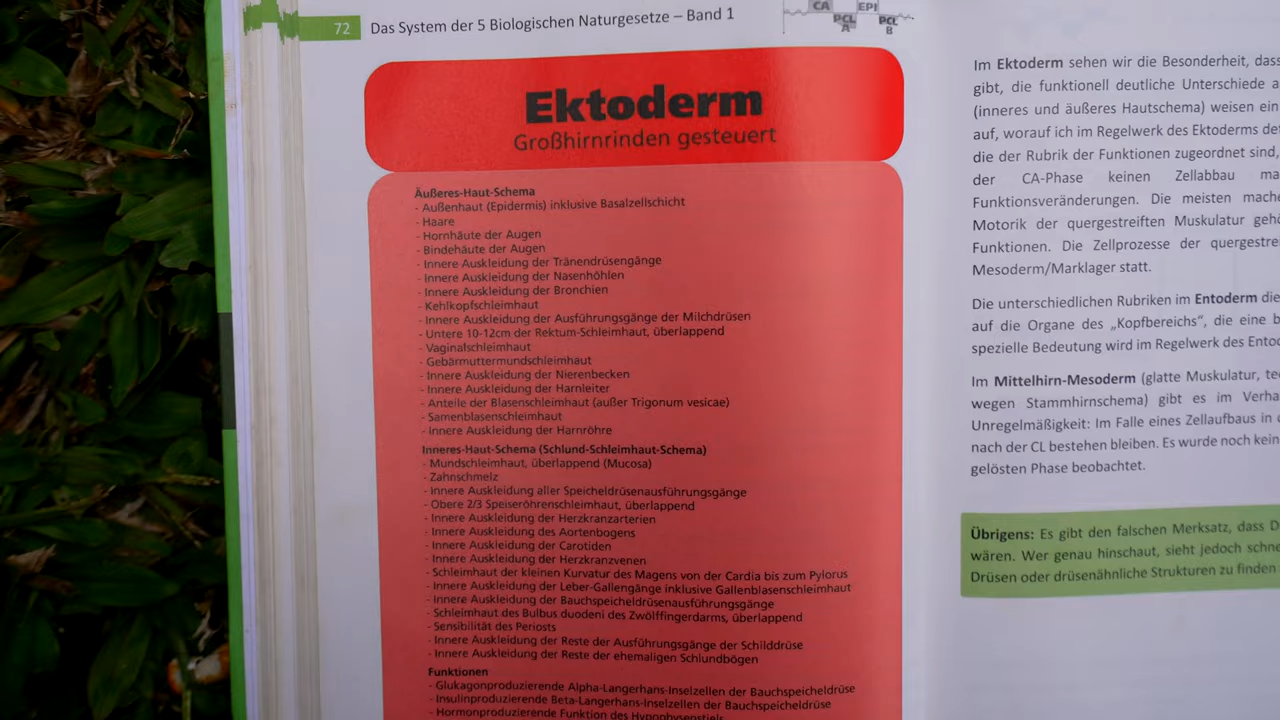 72
Das System der 5 Biologischen Naturgesetze – Band 1
CA
EPI
PCL
A
PCL
B
Ektoderm
Großhirnrinden gesteuert
Äußeres-Haut-Schema
- Außenhaut (Epidermis) inklusive Basalzellschicht
- Haare
- Hornhäute der Augen
- Bindehäute der Augen
- Innere Auskleidung der Tränendrüsengänge
- Innere Auskleidung der Nasenhöhlen
- Innere Auskleidung der Bronchien
- Kehlkopfschleimhaut
- Innere Auskleidung der Ausführungsgänge der Milchdrüsen
- Untere 10-12cm der Rektum-Schleimhaut, überlappend
- Vaginalschleimhaut
- Gebärmuttermundschleimhaut
- Innere Auskleidung der Nierenbecken
- Innere Auskleidung der Harnleiter
- Anteile der Blasenschleimhaut (außer Trigonum vesicae)
- Samenblasenschleimhaut
- Innere Auskleidung der Harnröhre
Inneres-Haut-Schema (Schlund-Schleimhaut-Schema)
- Mundschleimhaut, überlappend (Mucosa)
- Zahnschmelz
- Innere Auskleidung aller Speicheldrüsenausführungsgänge
- Obere 2/3 Speiseröhrenschleimhaut, überlappend
- Innere Auskleidung der Herzkranzarterien
- Innere Auskleidung des Aortenbogens
- Innere Auskleidung der Carotiden
- Innere Auskleidung der Herzkranzvenen
- Schleimhaut der kleinen Kurvatur des Magens von der Cardia bis zum Pylorus
- Innere Auskleidung der Leber-Gallengänge inklusive Gallenblasenschleimhaut
- Innere Auskleidung der Bauchspeicheldrüsenausführungsgänge
- Schleimhaut des Bulbus duodeni des Zwölffingerdarms, überlappend
- Sensibilität des Periosts
- Innere Auskleidung der Reste der Ausführungsgänge der Schilddrüse
- Innere Auskleidung der Reste der ehemaligen Schlundbögen
Funktionen
- Glukagonproduzierende Alpha-Langerhans-Inselzellen der Bauchspeicheldrüse
- Insulinproduzierende Beta-Langerhans-Inselzellen der Bauchspeicheldrüse
- Hormonproduzierende Funktion des Hypophysenstiels
Im Ektoderm sehen wir die Besonderheit, dass
gibt, die funktionell deutliche Unterschiede a
(inneres und äußeres Hautschema) weisen ein
auf, worauf ich im Regelwerk des Ektoderms de
die der Rubrik der Funktionen zugeordnet sind,
der CA-Phase keinen Zellabbau ma
Funktionsveränderungen. Die meisten mach
Motorik der quergestreiften Muskulatur geh
Funktionen. Die Zellprozesse der quergestre
Mesoderm/Marklager statt.
Die unterschiedlichen Rubriken im Entoderm die
auf die Organe des „Kopfbereichs“, die eine b
spezielle Bedeutung wird im Regelwerk des Ento
Im Mittelhirn-Mesoderm (glatte Muskulatur, te
wegen Stammhirnschema) gibt es im Verha
Unregelmäßigkeit: Im Falle eines Zellaufbaus in
nach der CL bestehen bleiben. Es wurde noch kein
gelösten Phase beobachtet.
Übrigens: Es gibt den falschen Merksatz, dass D
wären. Wer genau hinschaut, sieht jedoch schne
Drüsen oder drüsenähnliche Strukturen zu finden